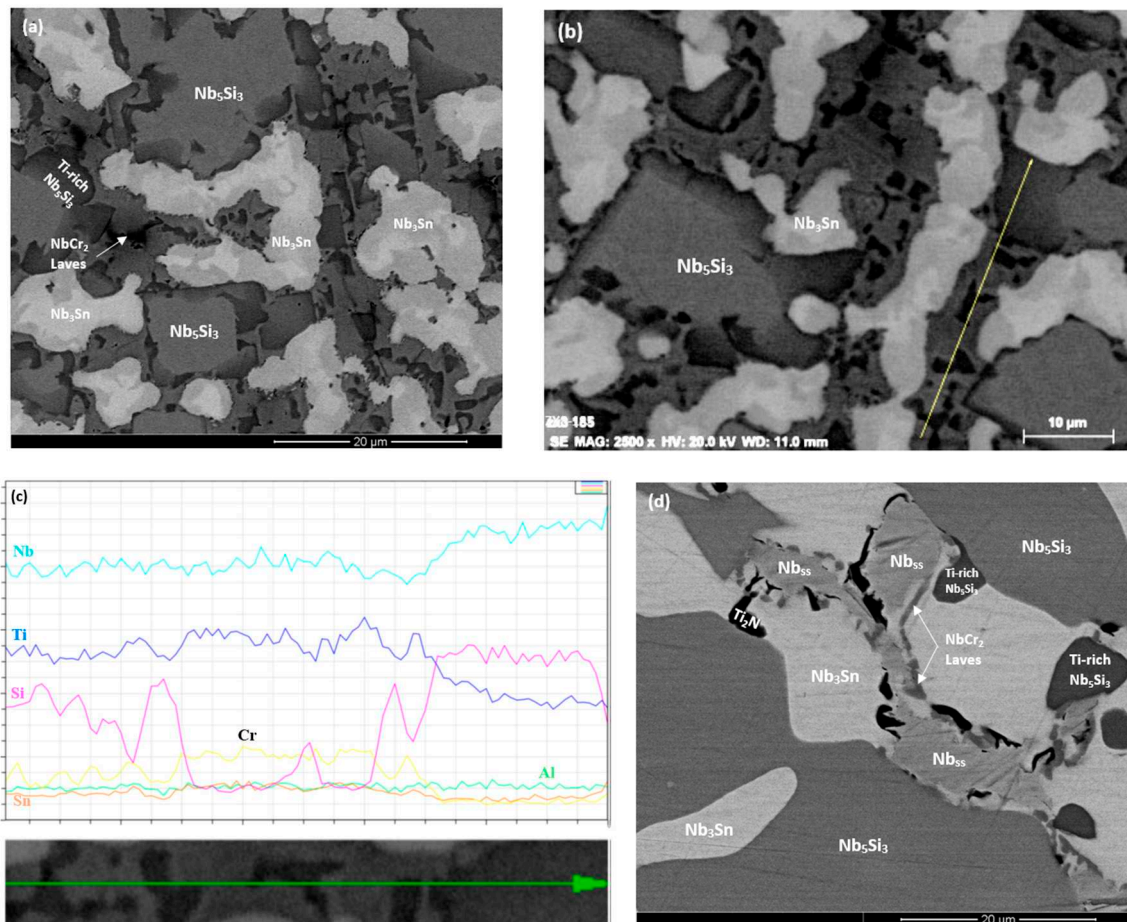 (a)
Nb₅Si₃
Ti-rich
Nb₅Si₃
NbCr₂
Laves
Nb₃Sn
Nb₃Sn
Nb₃Sn
Nb₅Si₃
20 µm
(b)
Nb₃Sn
Nb₅Si₃
SE MAG: 2500 x HV: 20.0 kV WD: 11.0 mm
10 µm
(c)
Nb
Ti
Si
Cr
Al
Sn
(d)
Nb₅Si₃
Nbss
Nbss
Ti-rich
Nb₅Si₃
Ti₂N
NbCr₂
Laves
Nb₃Sn
Ti-rich
Nb₅Si₃
Nbss
Nb₃Sn
Nb₅Si₃
20 µm